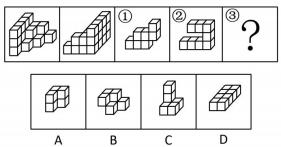 ① ② ③ ?
A B C D